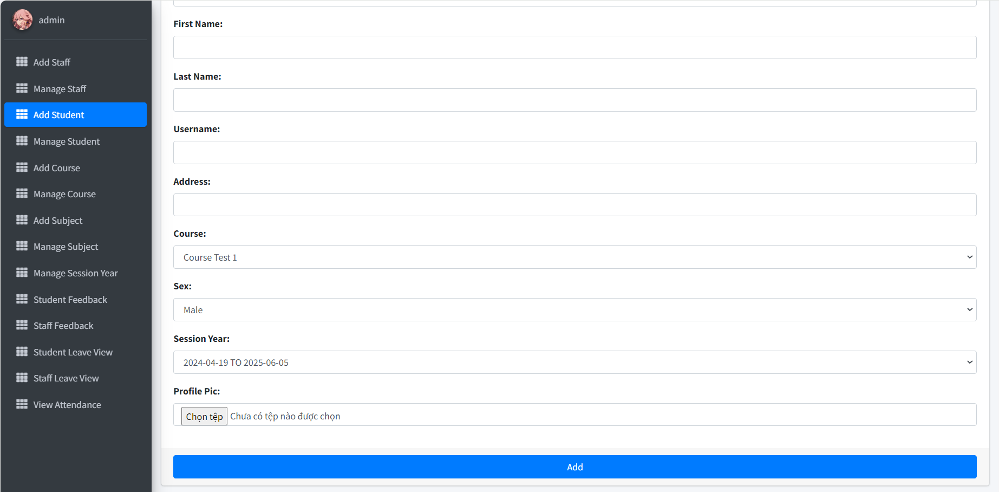 admin
Add Staff
Manage Staff
Add Student
Manage Student
Add Course
Manage Course
Add Subject
Manage Subject
Manage Session Year
Student Feedback
Staff Feedback
Student Leave View
Staff Leave View
View Attendance
First Name:
Last Name:
Username:
Address:
Course:
Course Test 1
Sex:
Male
Session Year:
2024-04-19 TO 2025-06-05
Profile Pic:
Chọn tệp Chưa có tệp nào được chọn
Add